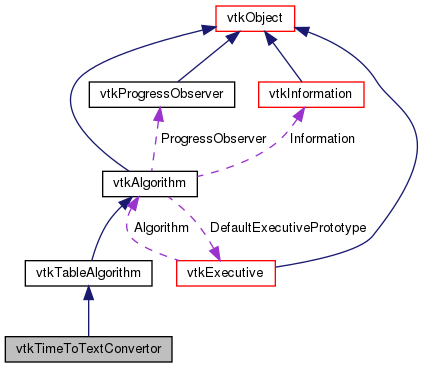 vtkObject
vtkProgressObserver
vtkInformation
ProgressObserver
Information
vtkAlgorithm
Algorithm
DefaultExecutivePrototype
vtkTableAlgorithm
vtkExecutive
vtkTimeToTextConvertor